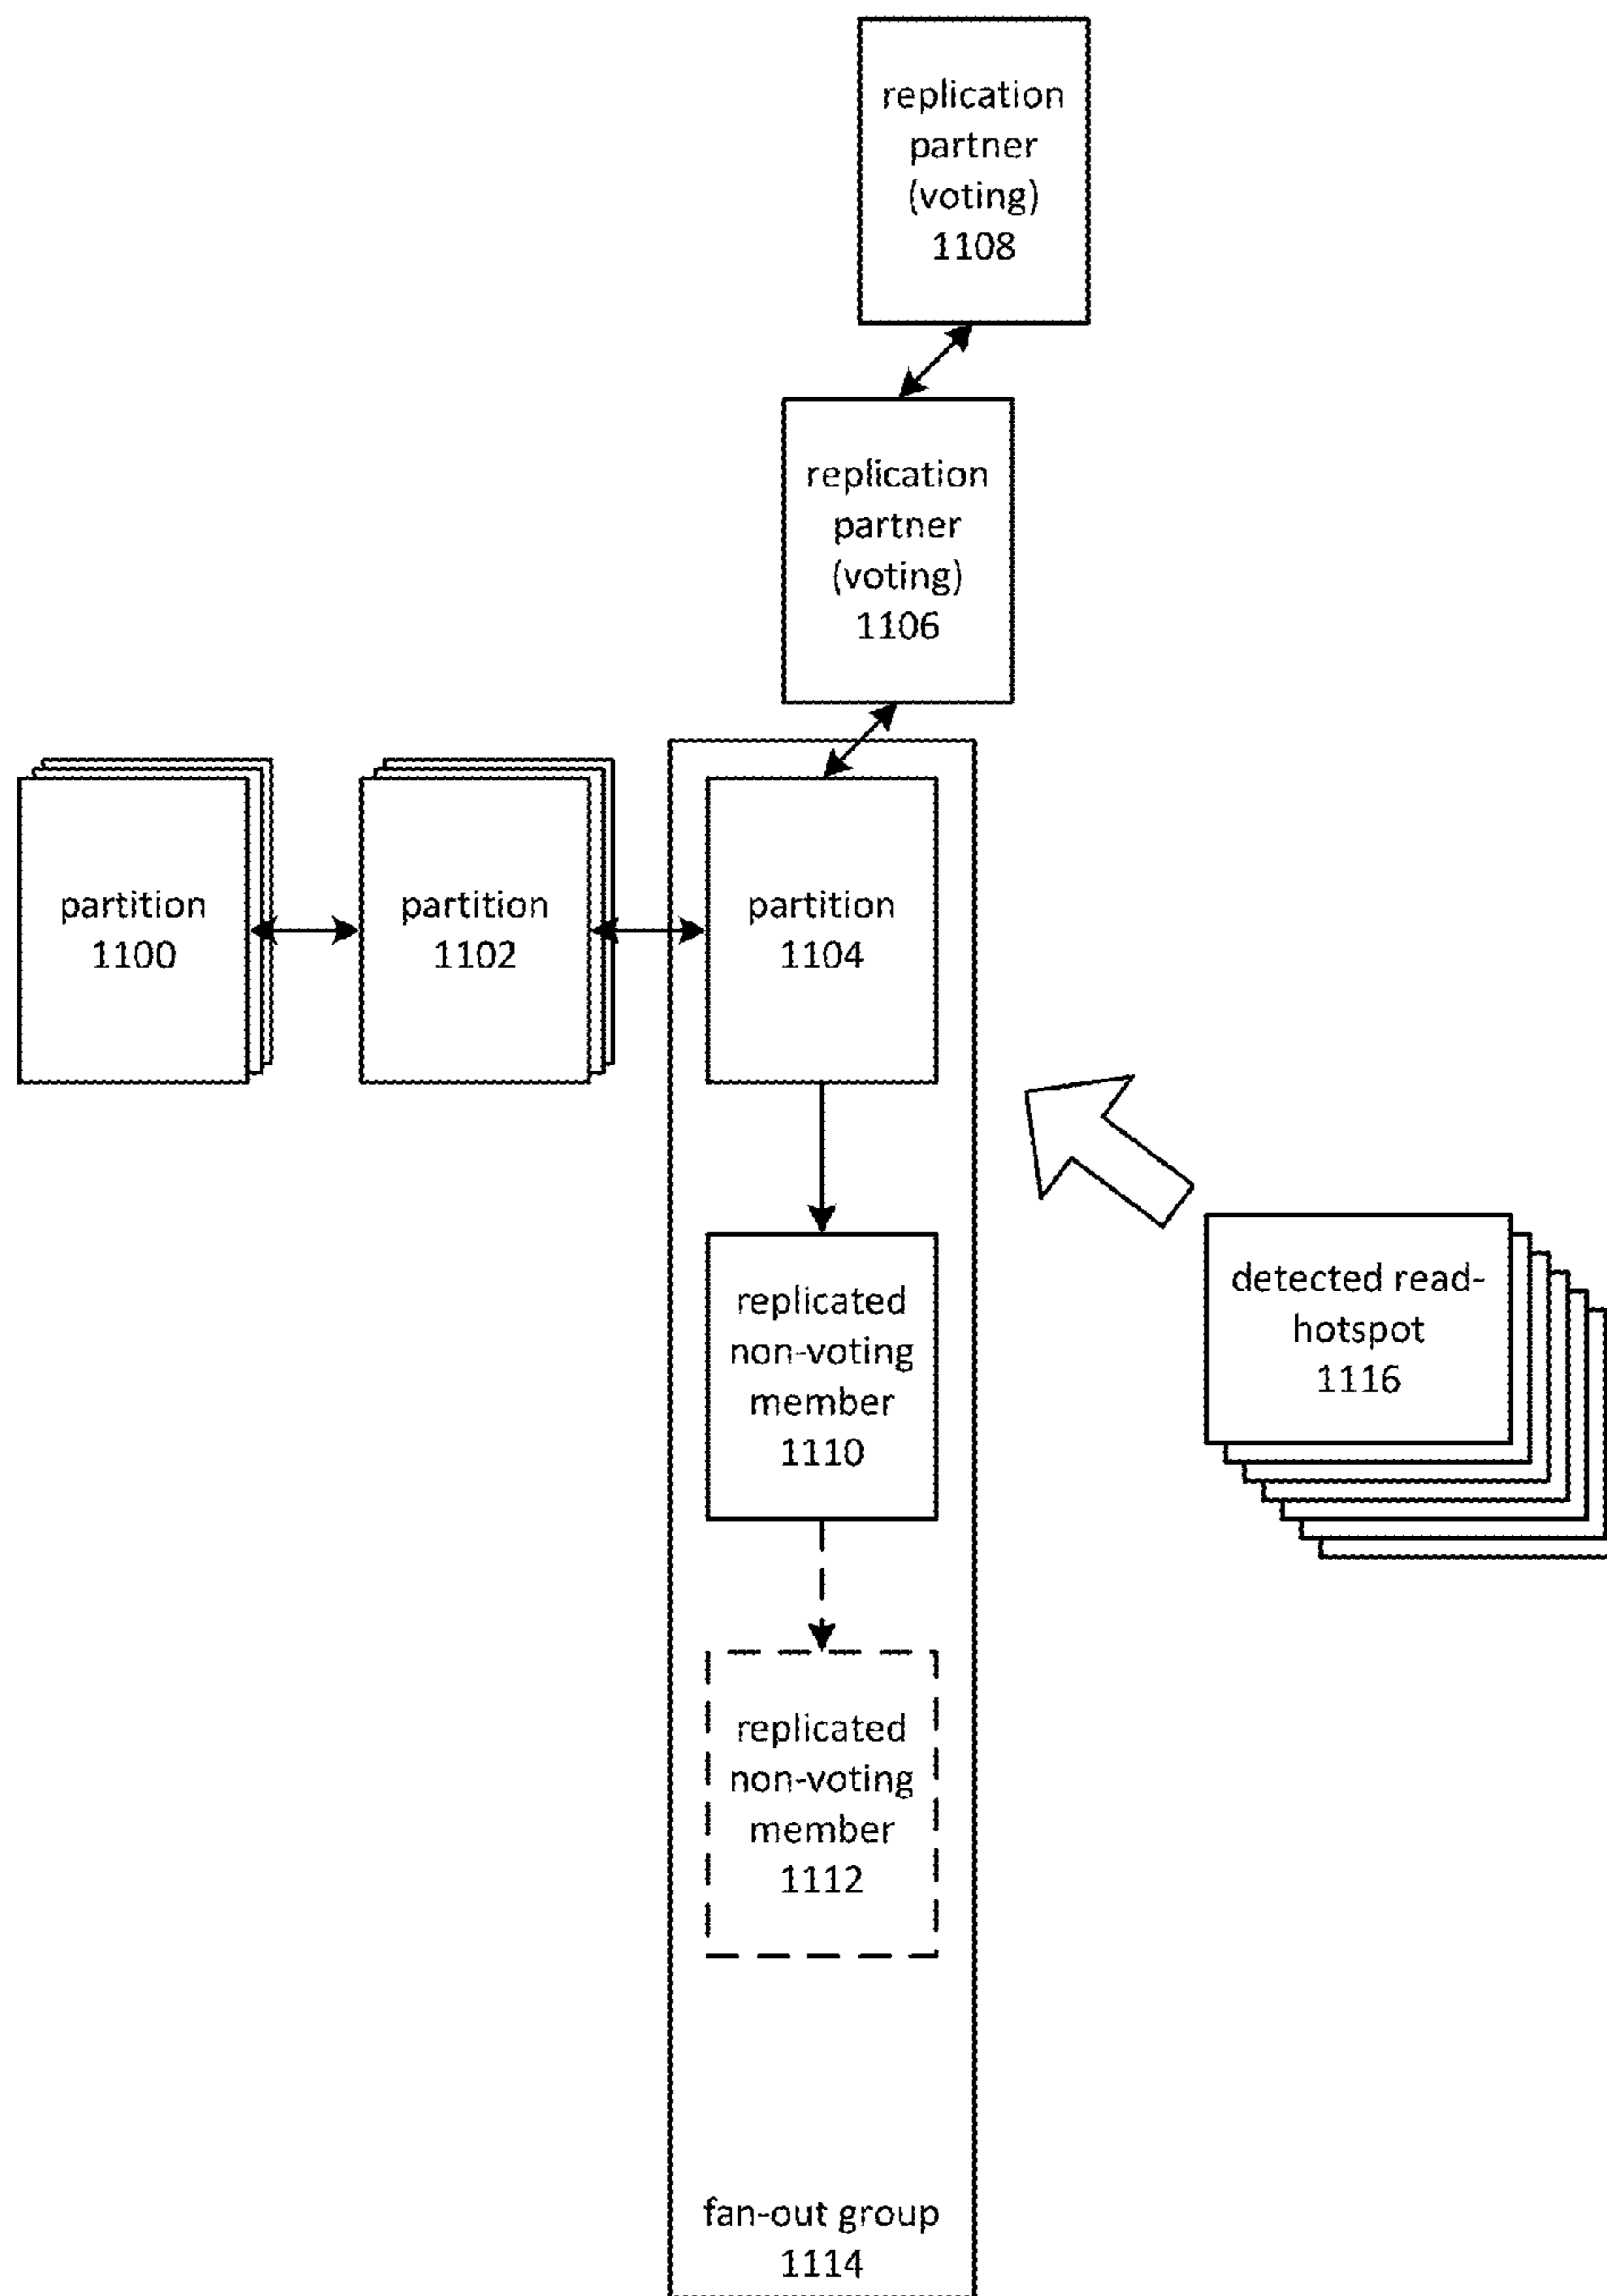 replication
partner
(voting)
1108
replication
partner
(voting)
1106
partition
1100
partition
1102
partition
1104
replicated
non-voting
member
1110
detected read-
hotspot
1116
replicated
non-voting
member
1112
fan-out group
1114